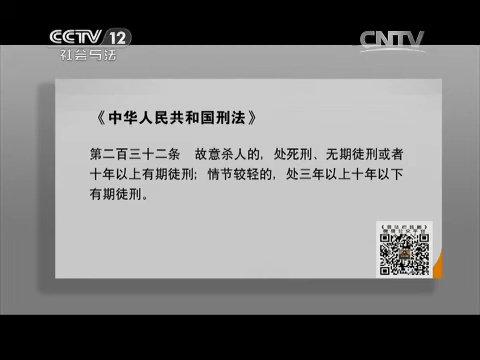 CCTV 12
社会与法
CNTV
《中华人民共和国刑法》
第二百三十二条 故意杀人的，处死刑、无期徒刑或者
十年以上有期徒刑；情节较轻的，处三年以上十年以下
有期徒刑。